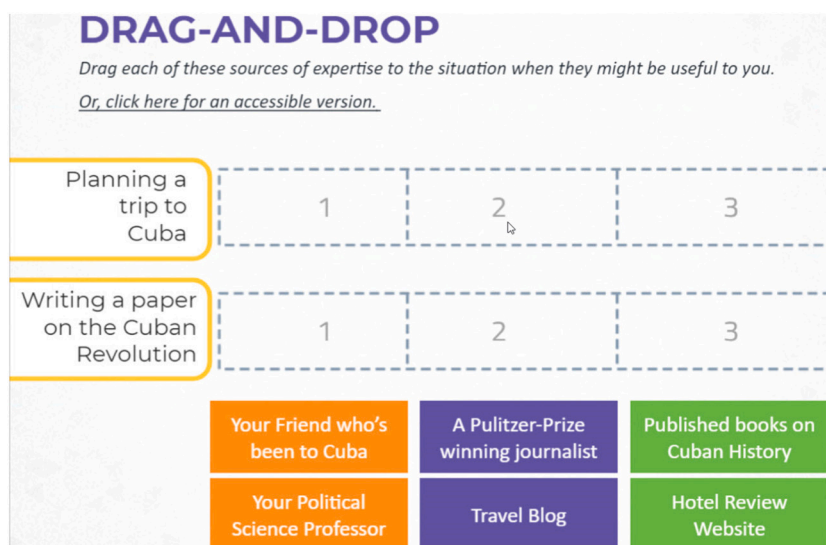 DRAG-AND-DROP
Drag each of these sources of expertise to the situation when they might be useful to you.
Or, click here for an accessible version.
Planning a
trip to
Cuba
1
2
3
Writing a paper
on the Cuban
Revolution
1
2
3
Your Friend who's
been to Cuba
A Pulitzer-Prize
winning journalist
Published books on
Cuban History
Your Political
Science Professor
Travel Blog
Hotel Review
Website